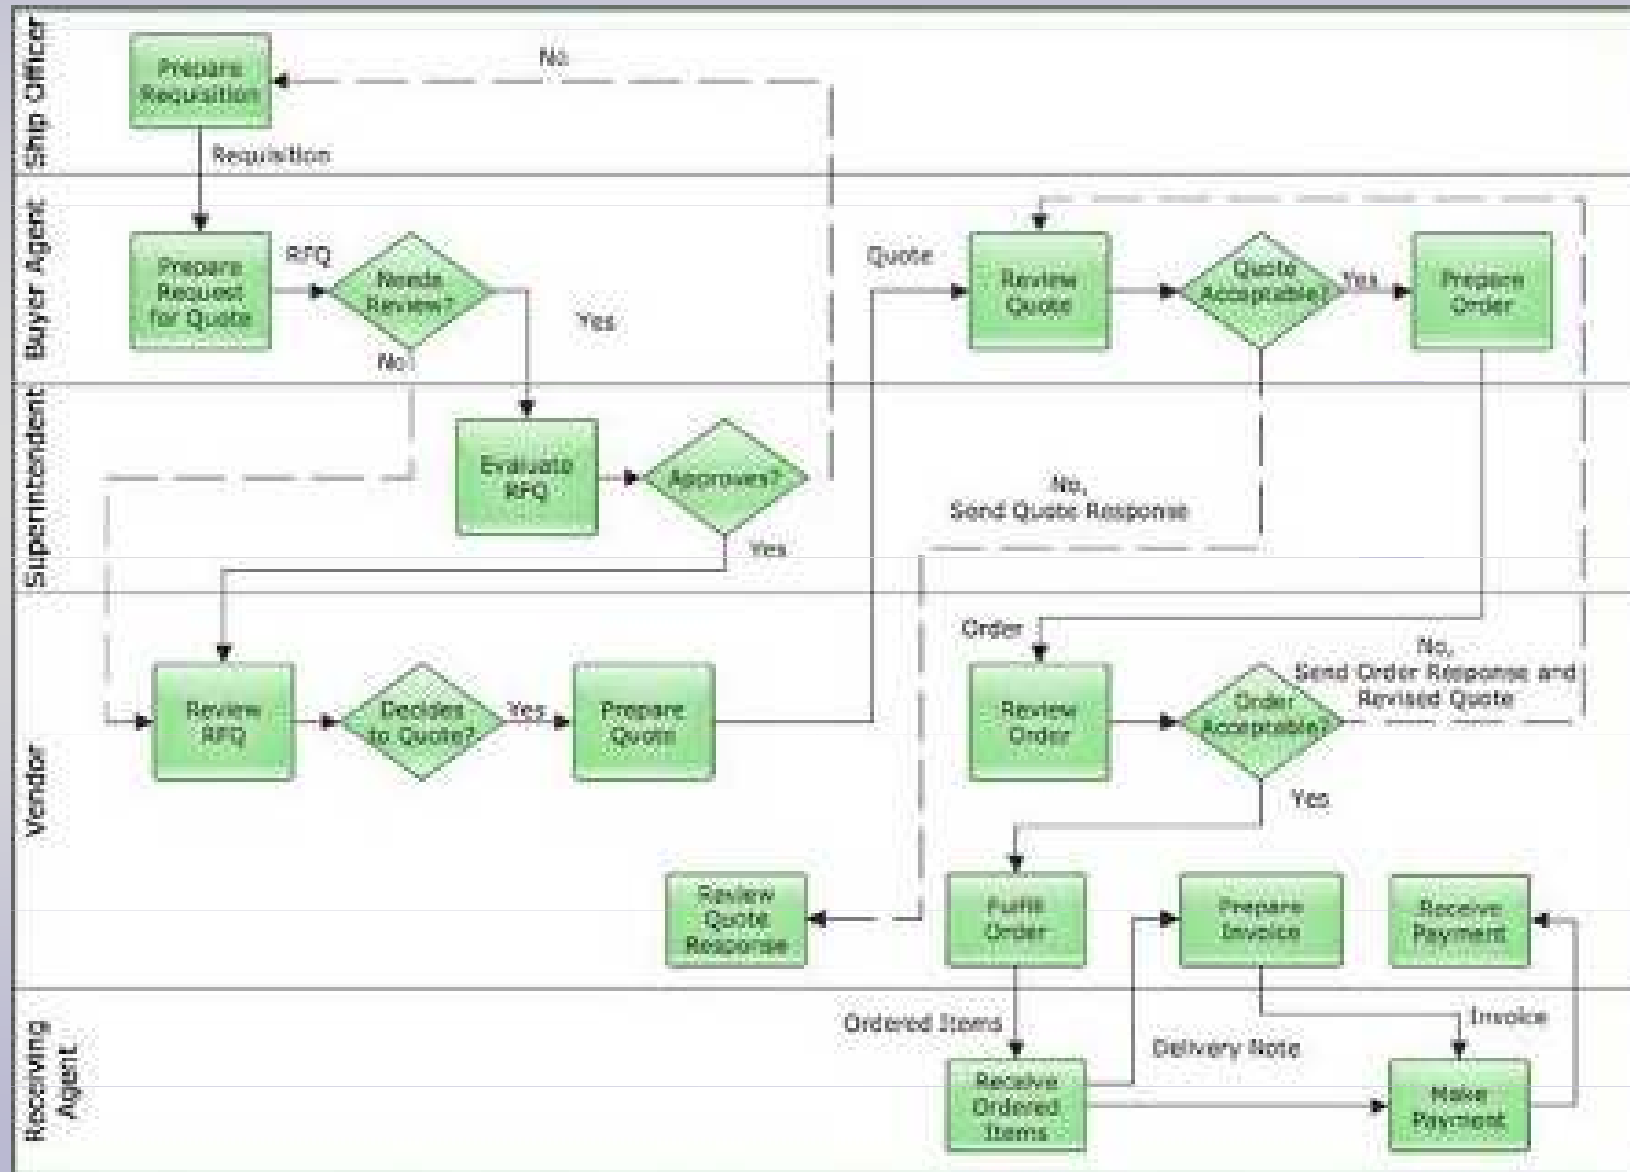 Ship Officer
No
Prepare
Requisition
Requisition
Buyer Agent
Prepare
Request
for Quote
RFQ
Needs
Review?
Yes
No
Quote
Review
Quote
Quote
Acceptable?
Yes
Prepare
Order
Superintendent
Evaluate
RFQ
Approves?
Yes
No,
Send Quote Response
Vendor
Review
RFQ
Decides
to Quote?
Yes
Prepare
Quote
Order
Review
Order
Order
Acceptable?
No,
Send Order Response and
Revised Quote
Yes
Review
Quote
Response
Fulfill
Order
Prepare
Invoice
Receive
Payment
Receiving
Agent
Ordered Items
Delivery Note
Invoice
Receive
Ordered
Items
Make
Payment